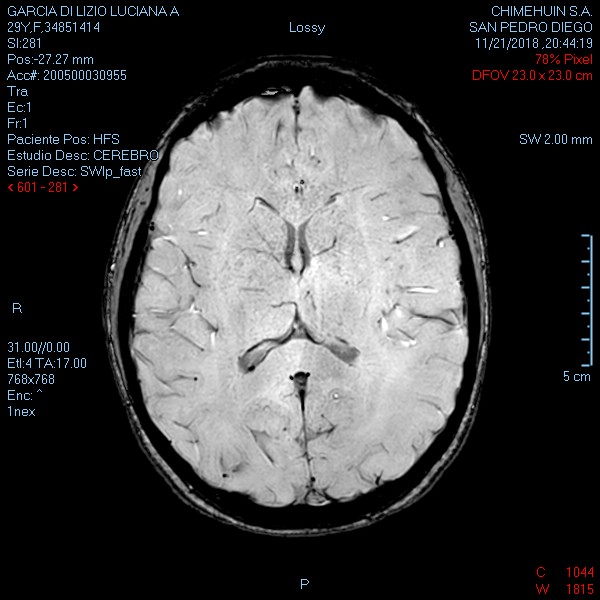 GARCIA DI LIZIO LUCIANA A
29Y,F,34851414
Sl:281
Pos:-27.27 mm
Acc#: 200500030955
Tra
Ec:1
Fr:1
Paciente Pos: HFS
Estudio Desc: CEREBRO
Serie Desc: SWIp_fast
< 601 - 281 >
Lossy
CHIMEHUIN S.A.
SAN PEDRO DIEGO
11/21/2018 ,20:44:19
78% Pixel
DFOV 23.0 x 23.0 cm
SW 2.00 mm
R
31.00//0.00
Etl:4 TA:17.00
768x768
Enc: ^
1nex
5 cm
P
C 1044
W 1815